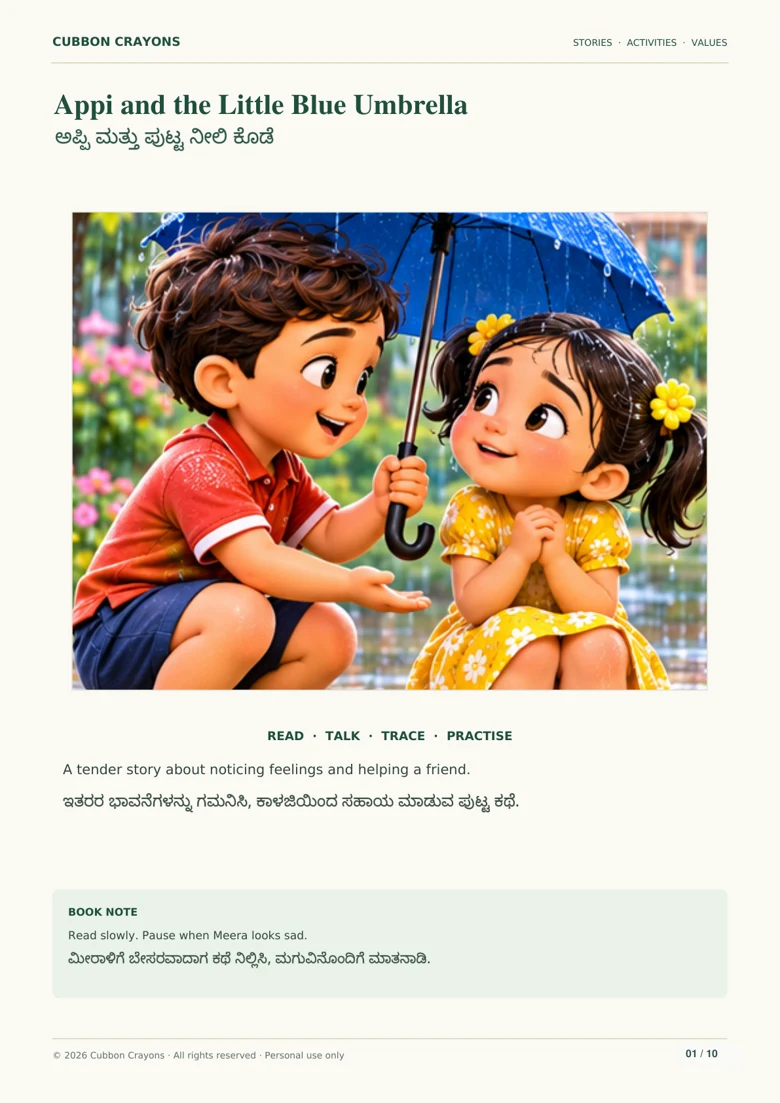 CUBBON CRAYONS
STORIES · ACTIVITIES · VALUES
Appi and the Little Blue Umbrella
ಅಪ್ಪಿ ಮತ್ತು ಪುಟ್ಟ ನೀಲಿ ಕೊಡೆ
READ · TALK · TRACE · PRACTISE
A tender story about noticing feelings and helping a friend.
ಇತರರ ಭಾವನೆಗಳನ್ನು ಗಮನಿಸಿ, ಕಾಳಜಿಯಿಂದ ಸಹಾಯ ಮಾಡುವ ಪುಟ್ಟ ಕಥೆ.
BOOK NOTE
Read slowly. Pause when Meera looks sad.
ಮೀರಾಳಿಗೆ ಬೇಸರವಾದಾಗ ಕಥೆ ನಿಲ್ಲಿಸಿ, ಮಗುವಿನೊಂದಿಗೆ ಮಾತನಾಡಿ.
© 2026 Cubbon Crayons · All rights reserved · Personal use only
01 / 10